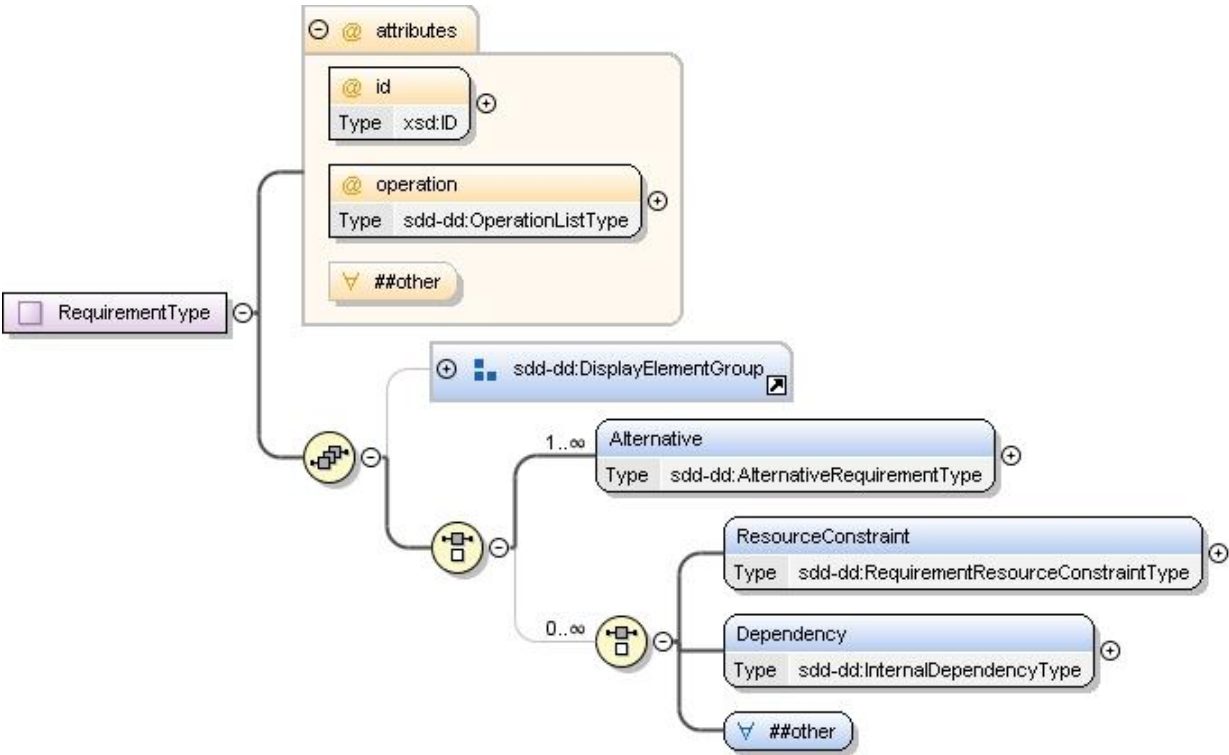 @ attributes
@ id
Type xsd:ID
@ operation
Type sdd-dd:OperationListType
∀ ##other
RequirementType
sdd-dd:DisplayElementGroup
1..∞
Alternative
Type sdd-dd:AlternativeRequirementType
ResourceConstraint
Type sdd-dd:RequirementResourceConstraintType
0..∞
Dependency
Type sdd-dd:InternalDependencyType
∀ ##other